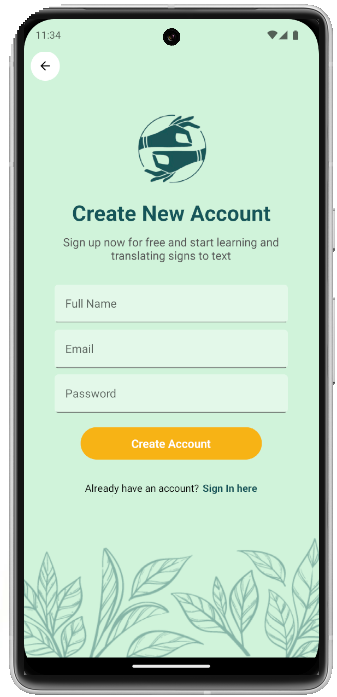 11:34
Create New Account
Sign up now for free and start learning and
translating signs to text
Full Name
Email
Password
Create Account
Already have an account? Sign In here